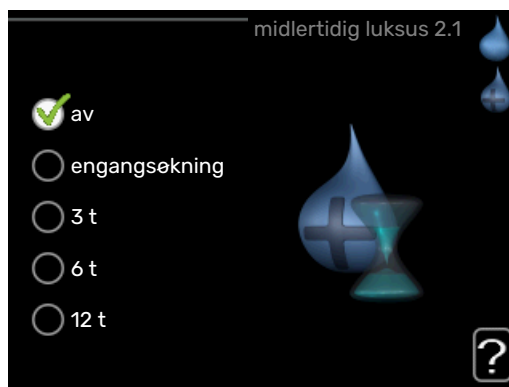 midlertidig luksus 2.1
av
engangsøkning
3 t
6 t
12 t
?